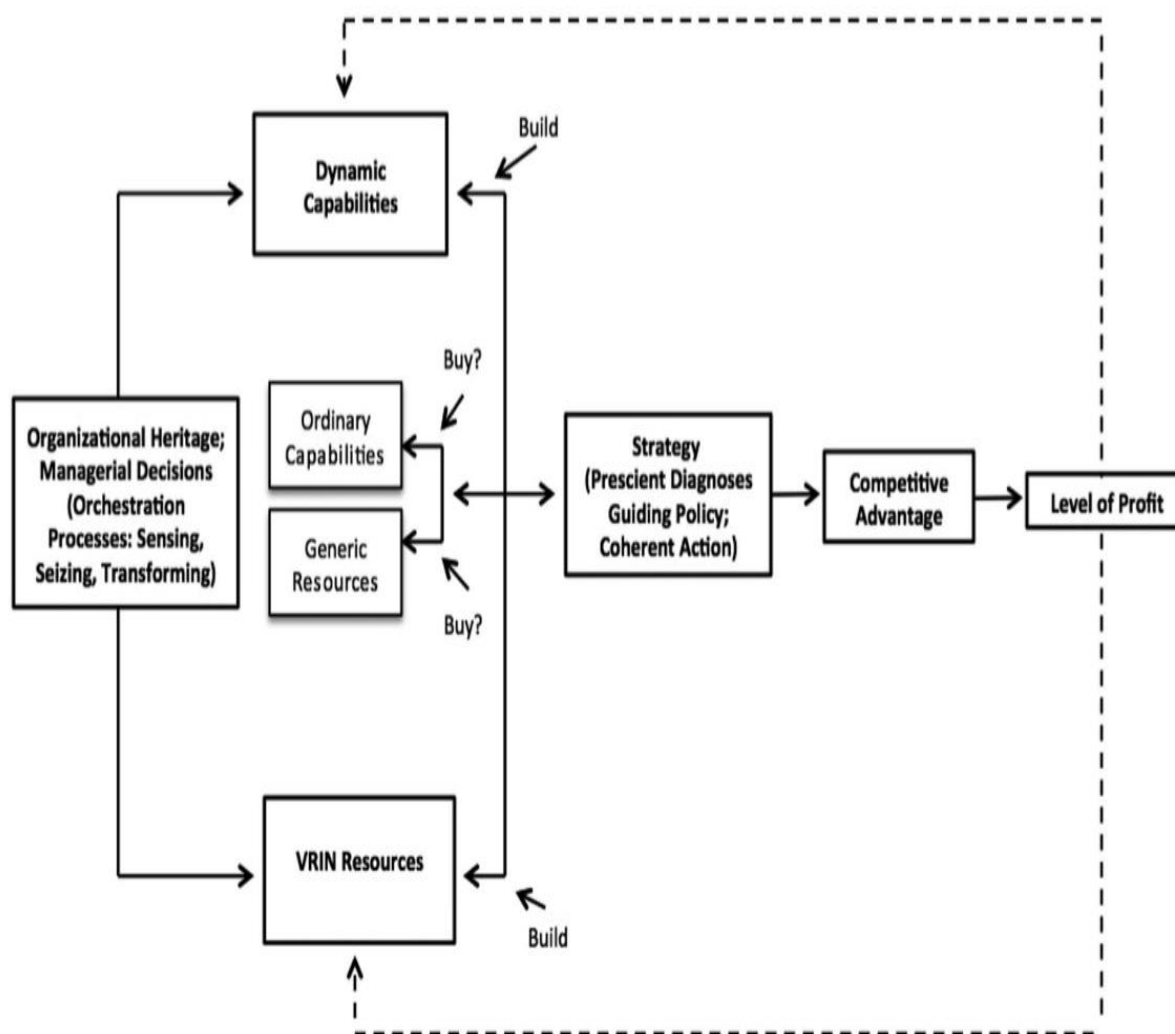 Build
Dynamic
Capabilities
Buy?
Ordinary
Capabilities
Organizational Heritage;
Managerial Decisions
(Orchestration
Processes: Sensing,
Seizing, Transforming)
Generic
Resources
Buy?
Strategy
(Prescient Diagnoses
Guiding Policy;
Coherent Action)
Competitive
Advantage
Level of Profit
VRIN Resources
Build